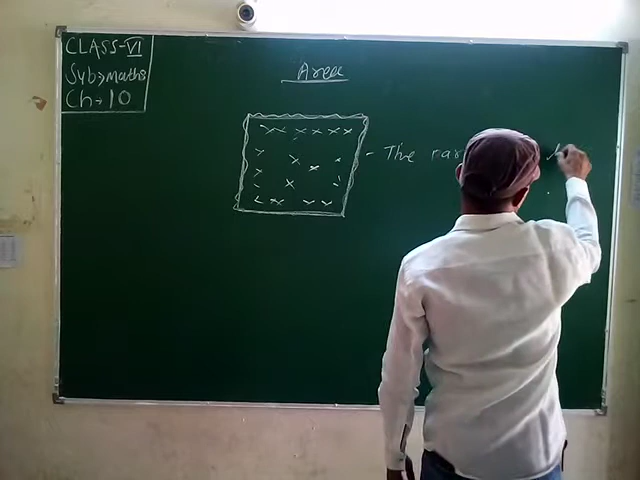 CLASS-VI
Sub→maths
Ch→10
Area
- The